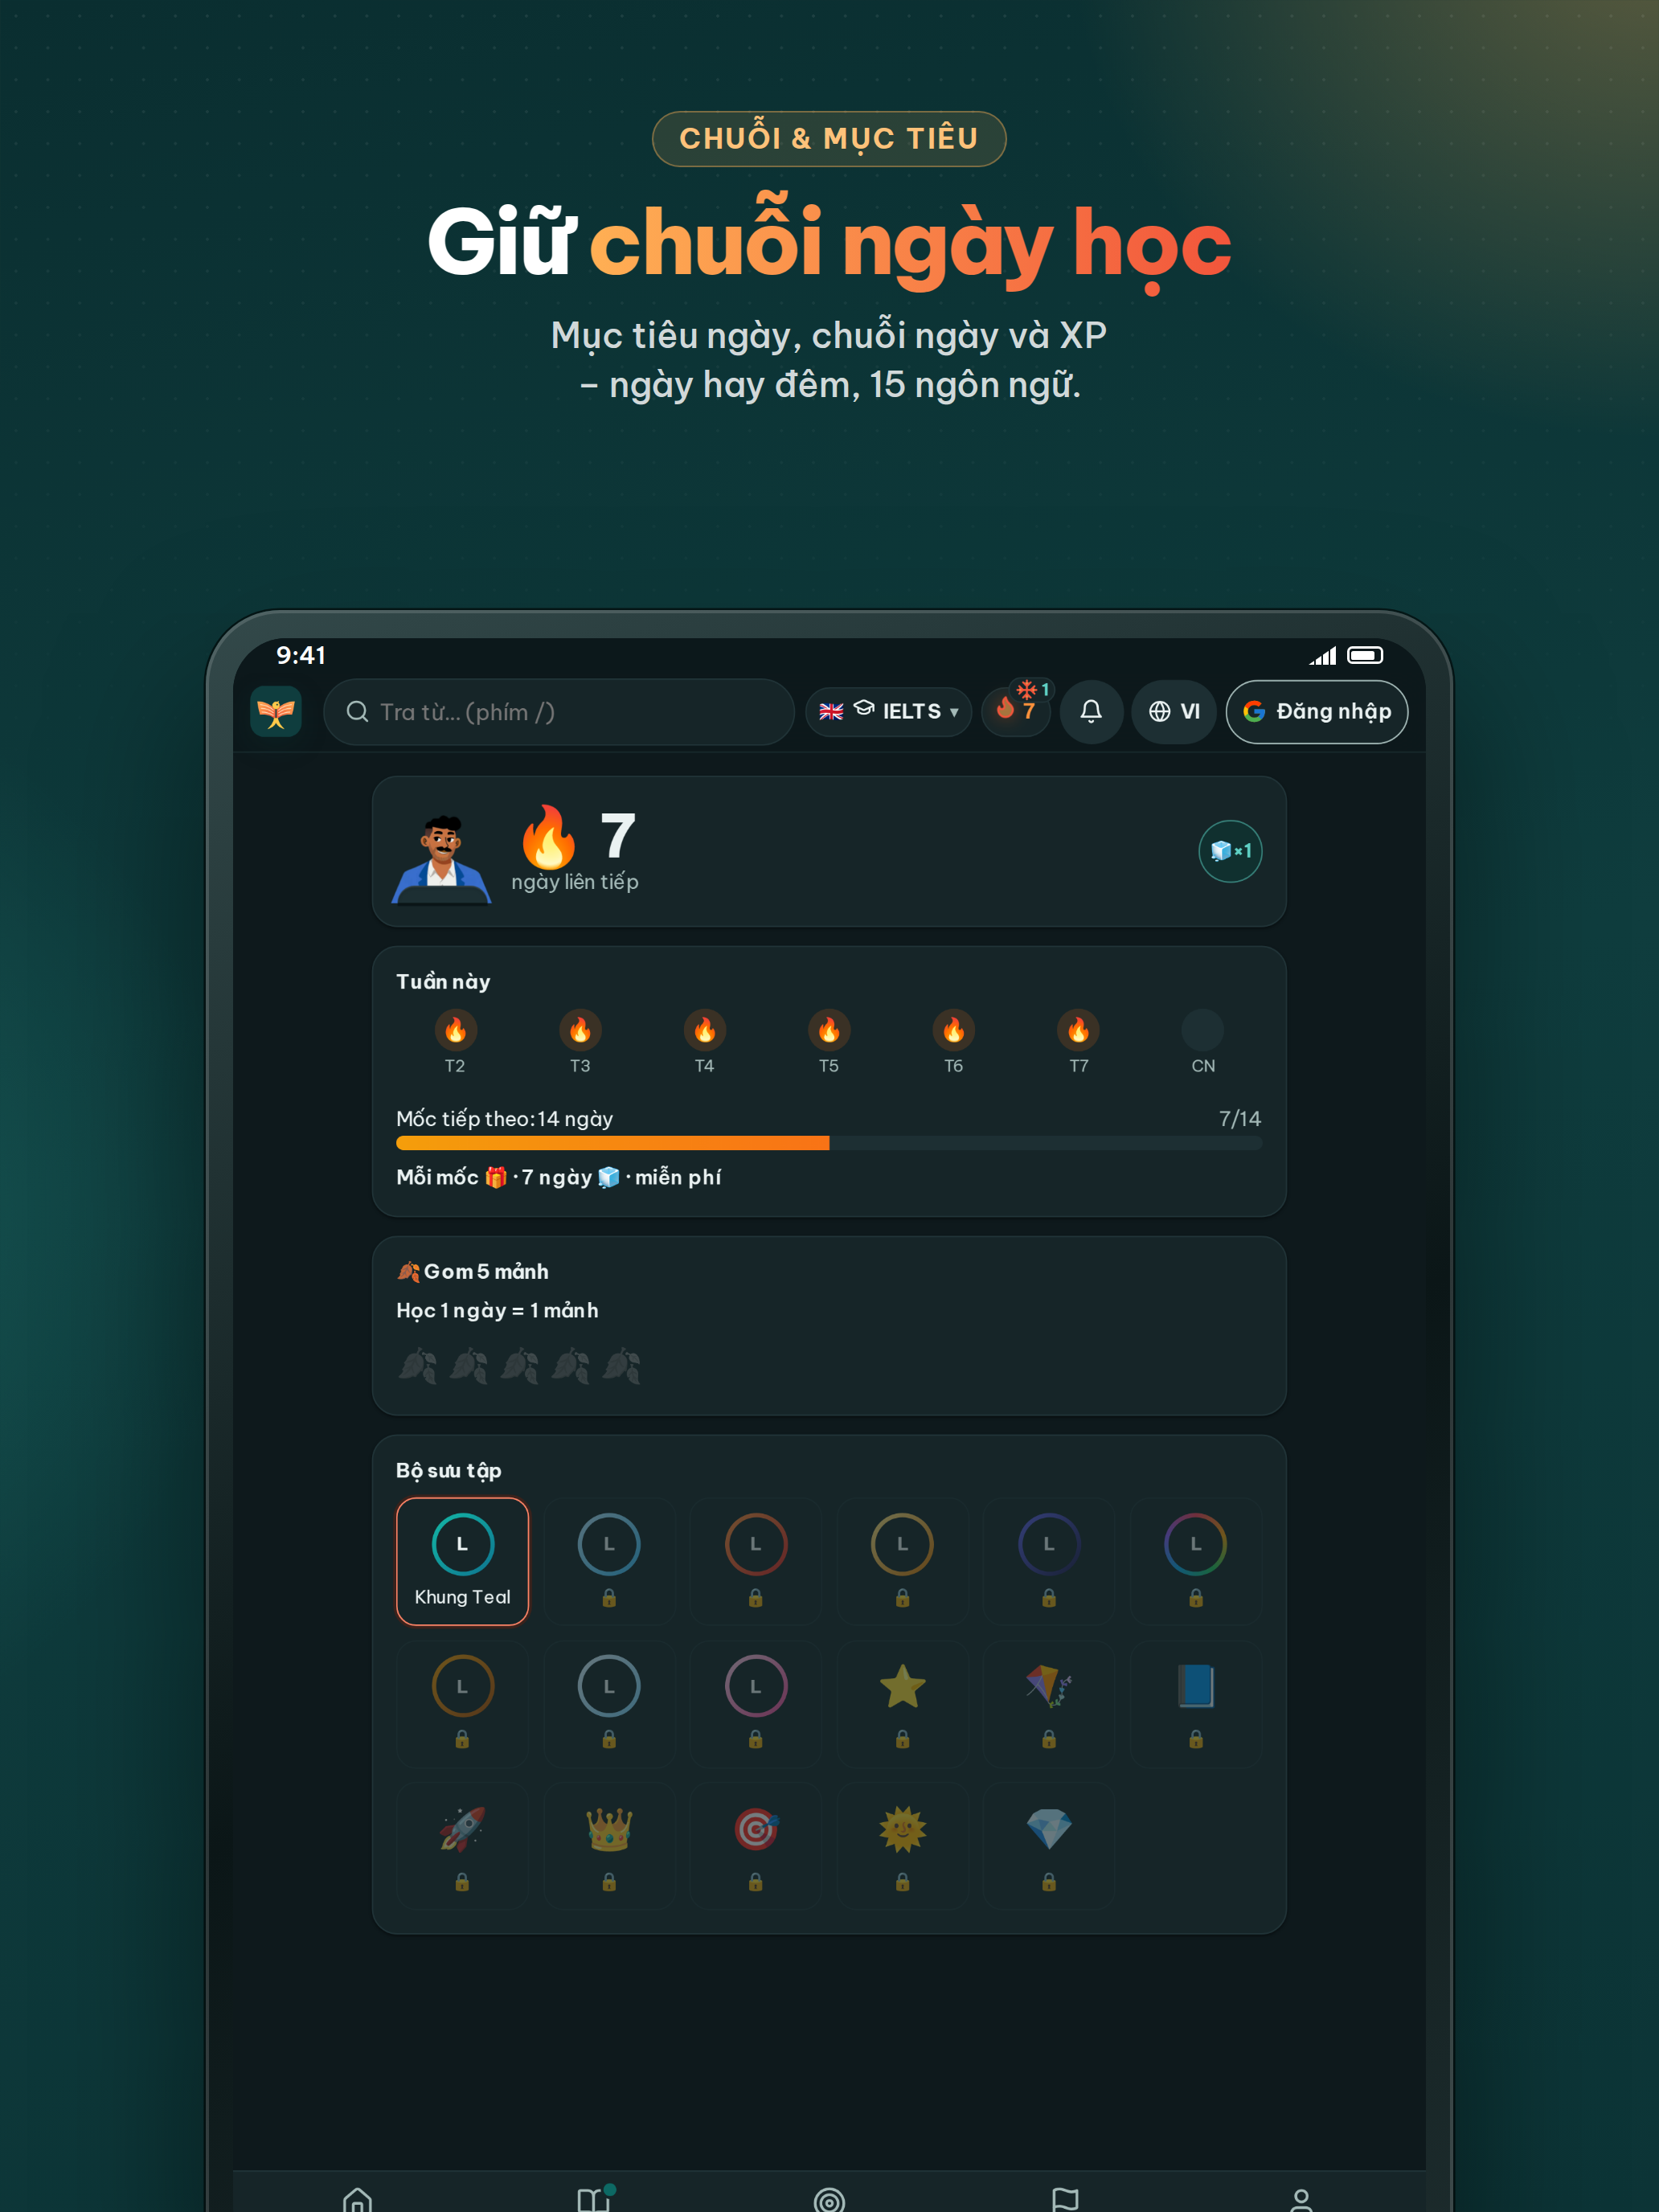 CHUỖI & MỤC TIÊU
Giữ chuỗi ngày học
Mục tiêu ngày, chuỗi ngày và XP
– ngày hay đêm, 15 ngôn ngữ.
9:41
Tra từ... (phím /)
IELTS ▾
7
1
VI
Đăng nhập
7
ngày liên tiếp
×1
Tuần này
T2 T3 T4 T5 T6 T7 CN
Mốc tiếp theo: 14 ngày 7/14
Mỗi mốc 🎁 · 7 ngày 🧊 · miễn phí
Gom 5 mảnh
Học 1 ngày = 1 mảnh
Bộ sưu tập
L L L L L L
Khung Teal
L L L